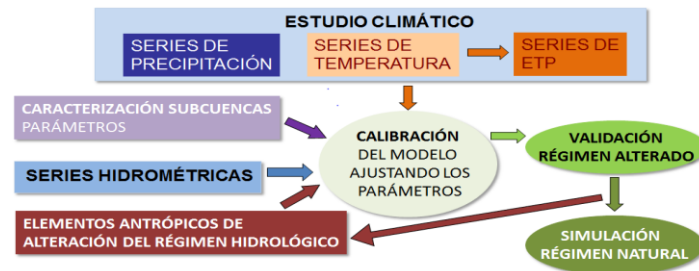 ESTUDIO CLIMÁTICO
SERIES DE
PRECIPITACIÓN
SERIES DE
TEMPERATURA
SERIES DE
ETP
CARACTERIZACIÓN SUBCUENCAS
PARÁMETROS
SERIES HIDROMÉTRICAS
ELEMENTOS ANTRÓPICOS DE
ALTERACIÓN DEL RÉGIMEN HIDROLÓGICO
CALIBRACIÓN
DEL MODELO
AJUSTANDO LOS
PARÁMETROS
VALIDACIÓN
RÉGIMEN ALTERADO
SIMULACIÓN
RÉGIMEN NATURAL